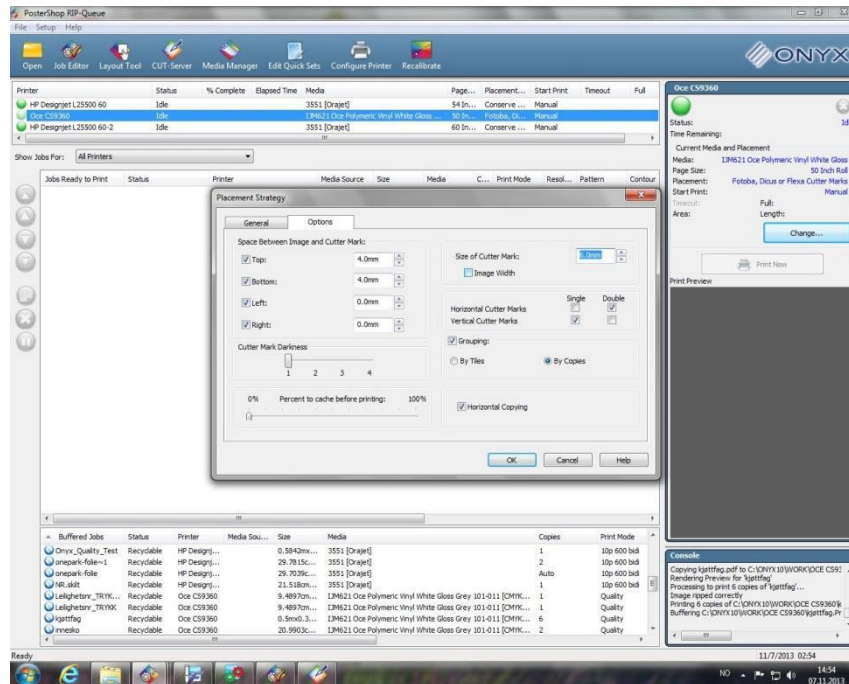 PosterShop RIP-Queue
File Setup Help
Open Job Editor Layout Tool CUT-Server Media Manager Edit Quick Sets Configure Printer Recalibrate
ONYX
Printer Status % Complete Elapsed Time Media Page... Placement... Start Print Timeout Full
HP Designjet L25500 60 Idle 3551 [Orajet] 54 In... Conserve ... Manual
Oce CS9360 Idle IJM621 Oce Polymeric Vinyl White Gloss ... 50 In... Fotoba, Di... Manual
HP Designjet L25500 60-2 Idle 3551 [Orajet] 60 In... Conserve ... Manual
Show Jobs For: All Printers
Jobs Ready to Print Status Printer Media Source Size Media C... Print Mode Resol... Pattern Contour
Placement Strategy
General Options
Space Between Image and Cutter Mark:
Top: 4.0mm
Bottom: 4.0mm
Left: 0.0mm
Right: 0.0mm
Cutter Mark Darkness
1 2 3 4
0% Percent to cache before printing: 100%
Size of Cutter Mark:
Image Width
Single Double
Horizontal Cutter Marks
Vertical Cutter Marks
Grouping:
By Tiles By Copies
Horizontal Copying
OK Cancel Help
Oce CS9360
Status: Id
Time Remaining:
Current Media and Placement
Media: IJM621 Oce Polymeric Vinyl White Gloss
Page Size: 50 Inch Roll
Placement: Fotoba, Dicus or Flexa Cutter Marks
Start Print: Manual
Timeout: Full:
Area: Length:
Change...
Print Now
Print Preview
Buffered Jobs Status Printer Media Sou... Size Media Copies Print Mode
Onyx_Quality_Test Recyclable HP Designj... 0.5842mx... 3551 [Orajet] 1 10p 600 bidi
onepark-folie~1 Recyclable HP Designj... 29.7815c... 3551 [Orajet] 2 10p 600 bidi
onepark-folie Recyclable HP Designj... 29.7039c... 3551 [Orajet] Auto 10p 600 bidi
NR.skilt Recyclable HP Designj... 21.518cm... 3551 [Orajet] 1 10p 600 bidi
Leilighetsnr_TRYK... Recyclable Oce CS9360 9.4897cm... IJM621 Oce Polymeric Vinyl White Gloss Grey 101-011 [CMYK... 1 Quality
Leilighetsnr_TRYKK Recyclable Oce CS9360 9.4897cm... IJM621 Oce Polymeric Vinyl White Gloss Grey 101-011 [CMYK... 1 Quality
kjøttfag Recyclable Oce CS9360 0.5mx0.3... IJM621 Oce Polymeric Vinyl White Gloss Grey 101-011 [CMYK... 6 Quality
innesko Recyclable Oce CS9360 20.9903c... IJM621 Oce Polymeric Vinyl White Gloss Grey 101-011 [CMYK... 2 Quality
Console
Copying kjøttfag.pdf to C:\ONYX10\WORK\OCE CS93
Rendering Preview for 'kjøttfag'
Processing to print 6 copies of 'kjøttfag'...
Image ripped correctly
Printing 6 copies of C:\ONYX10\WORK\OCE CS9360\k
Buffering C:\ONYX10\WORK\OCE CS9360\kjøttfag.Pr
Ready
11/7/2013 02:54
NO 14:54
07.11.2013